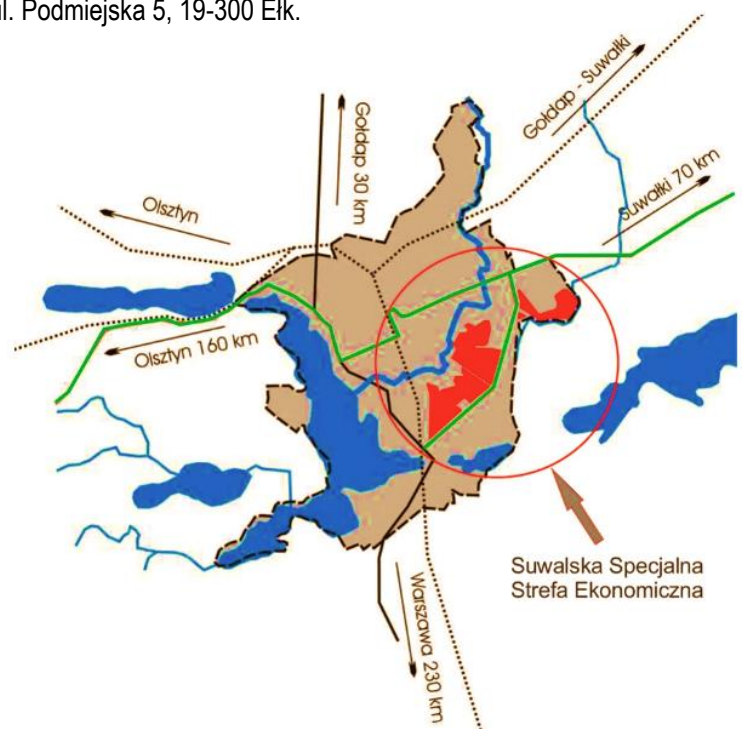 ul. Podmiejska 5, 19-300 Ełk.
Gołdap - Suwałki
Gołdap 30 km
Suwałki 70 km
Olsztyn
Olsztyn 160 km
Suwalska Specjalna
Strefa Ekonomiczna
Warszawa 230 km